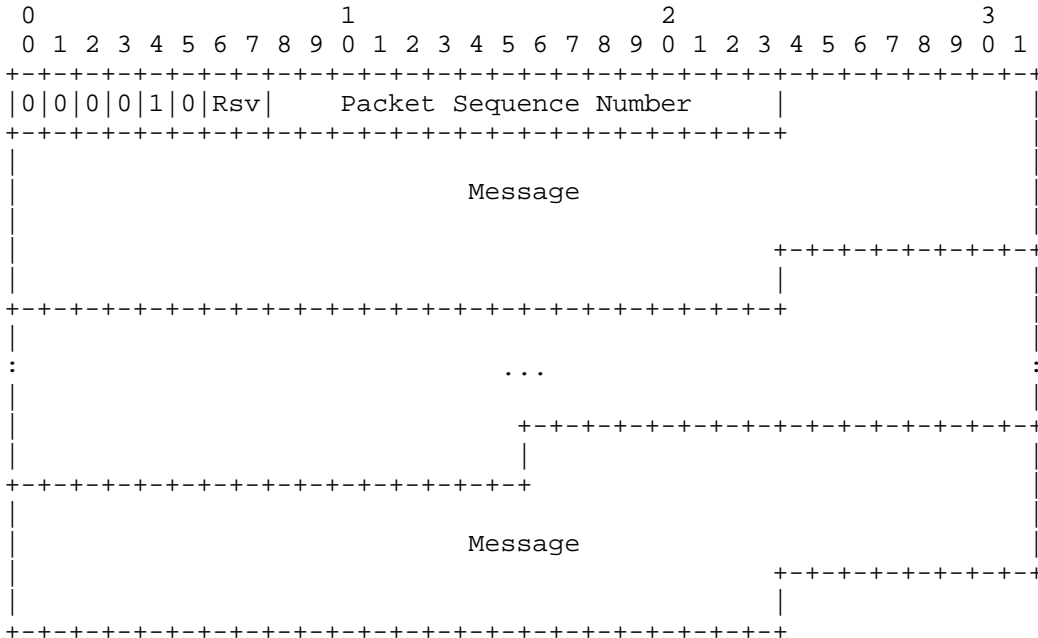 0                   1                   2                   3
 0 1 2 3 4 5 6 7 8 9 0 1 2 3 4 5 6 7 8 9 0 1 2 3 4 5 6 7 8 9 0 1
+-+-+-+-+-+-+-+-+-+-+-+-+-+-+-+-+-+-+-+-+-+-+-+-+-+-+-+-+-+-+-+-+
|0|0|0|0|1|0|Rsv|    Packet Sequence Number     |               |
+-+-+-+-+-+-+-+-+-+-+-+-+-+-+-+-+-+-+-+-+-+-+-+-+               |
|                                                               |
|                            Message                            |
|                                                               |
|                                               +-+-+-+-+-+-+-+-+
|                                               |               |
+-+-+-+-+-+-+-+-+-+-+-+-+-+-+-+-+-+-+-+-+-+-+-+-+               |
|                                                               |
:                              ...                              :
|                                                               |
|                               +-+-+-+-+-+-+-+-+-+-+-+-+-+-+-+-+
|                               |                               |
+-+-+-+-+-+-+-+-+-+-+-+-+-+-+-+-+                               |
|                                                               |
|                            Message                            |
|                                               +-+-+-+-+-+-+-+-+
|                                               |
+-+-+-+-+-+-+-+-+-+-+-+-+-+-+-+-+-+-+-+-+-+-+-+-+